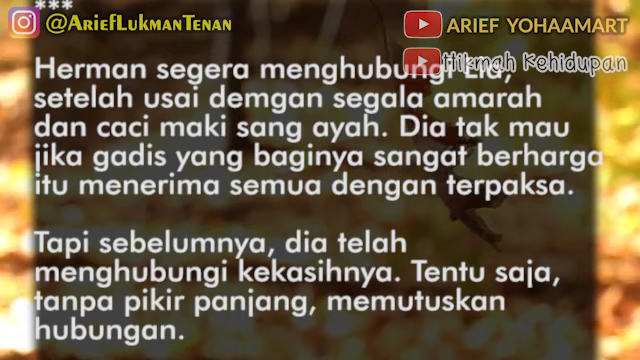 ***
@AriefLukmanTenan
ARIEF YOHAAMART
Hikmah Kehidupan
Herman segera menghubungi
setelah usai demgan segala amarah
dan caci maki sang ayah. Dia tak mau
jika gadis yang baginya sangat berharga
itu menerima semua dengan terpaksa.
Tapi sebelumnya, dia telah
menghubungi kekasihnya. Tentu saja,
tanpa pikir panjang, memutuskan
hubungan.